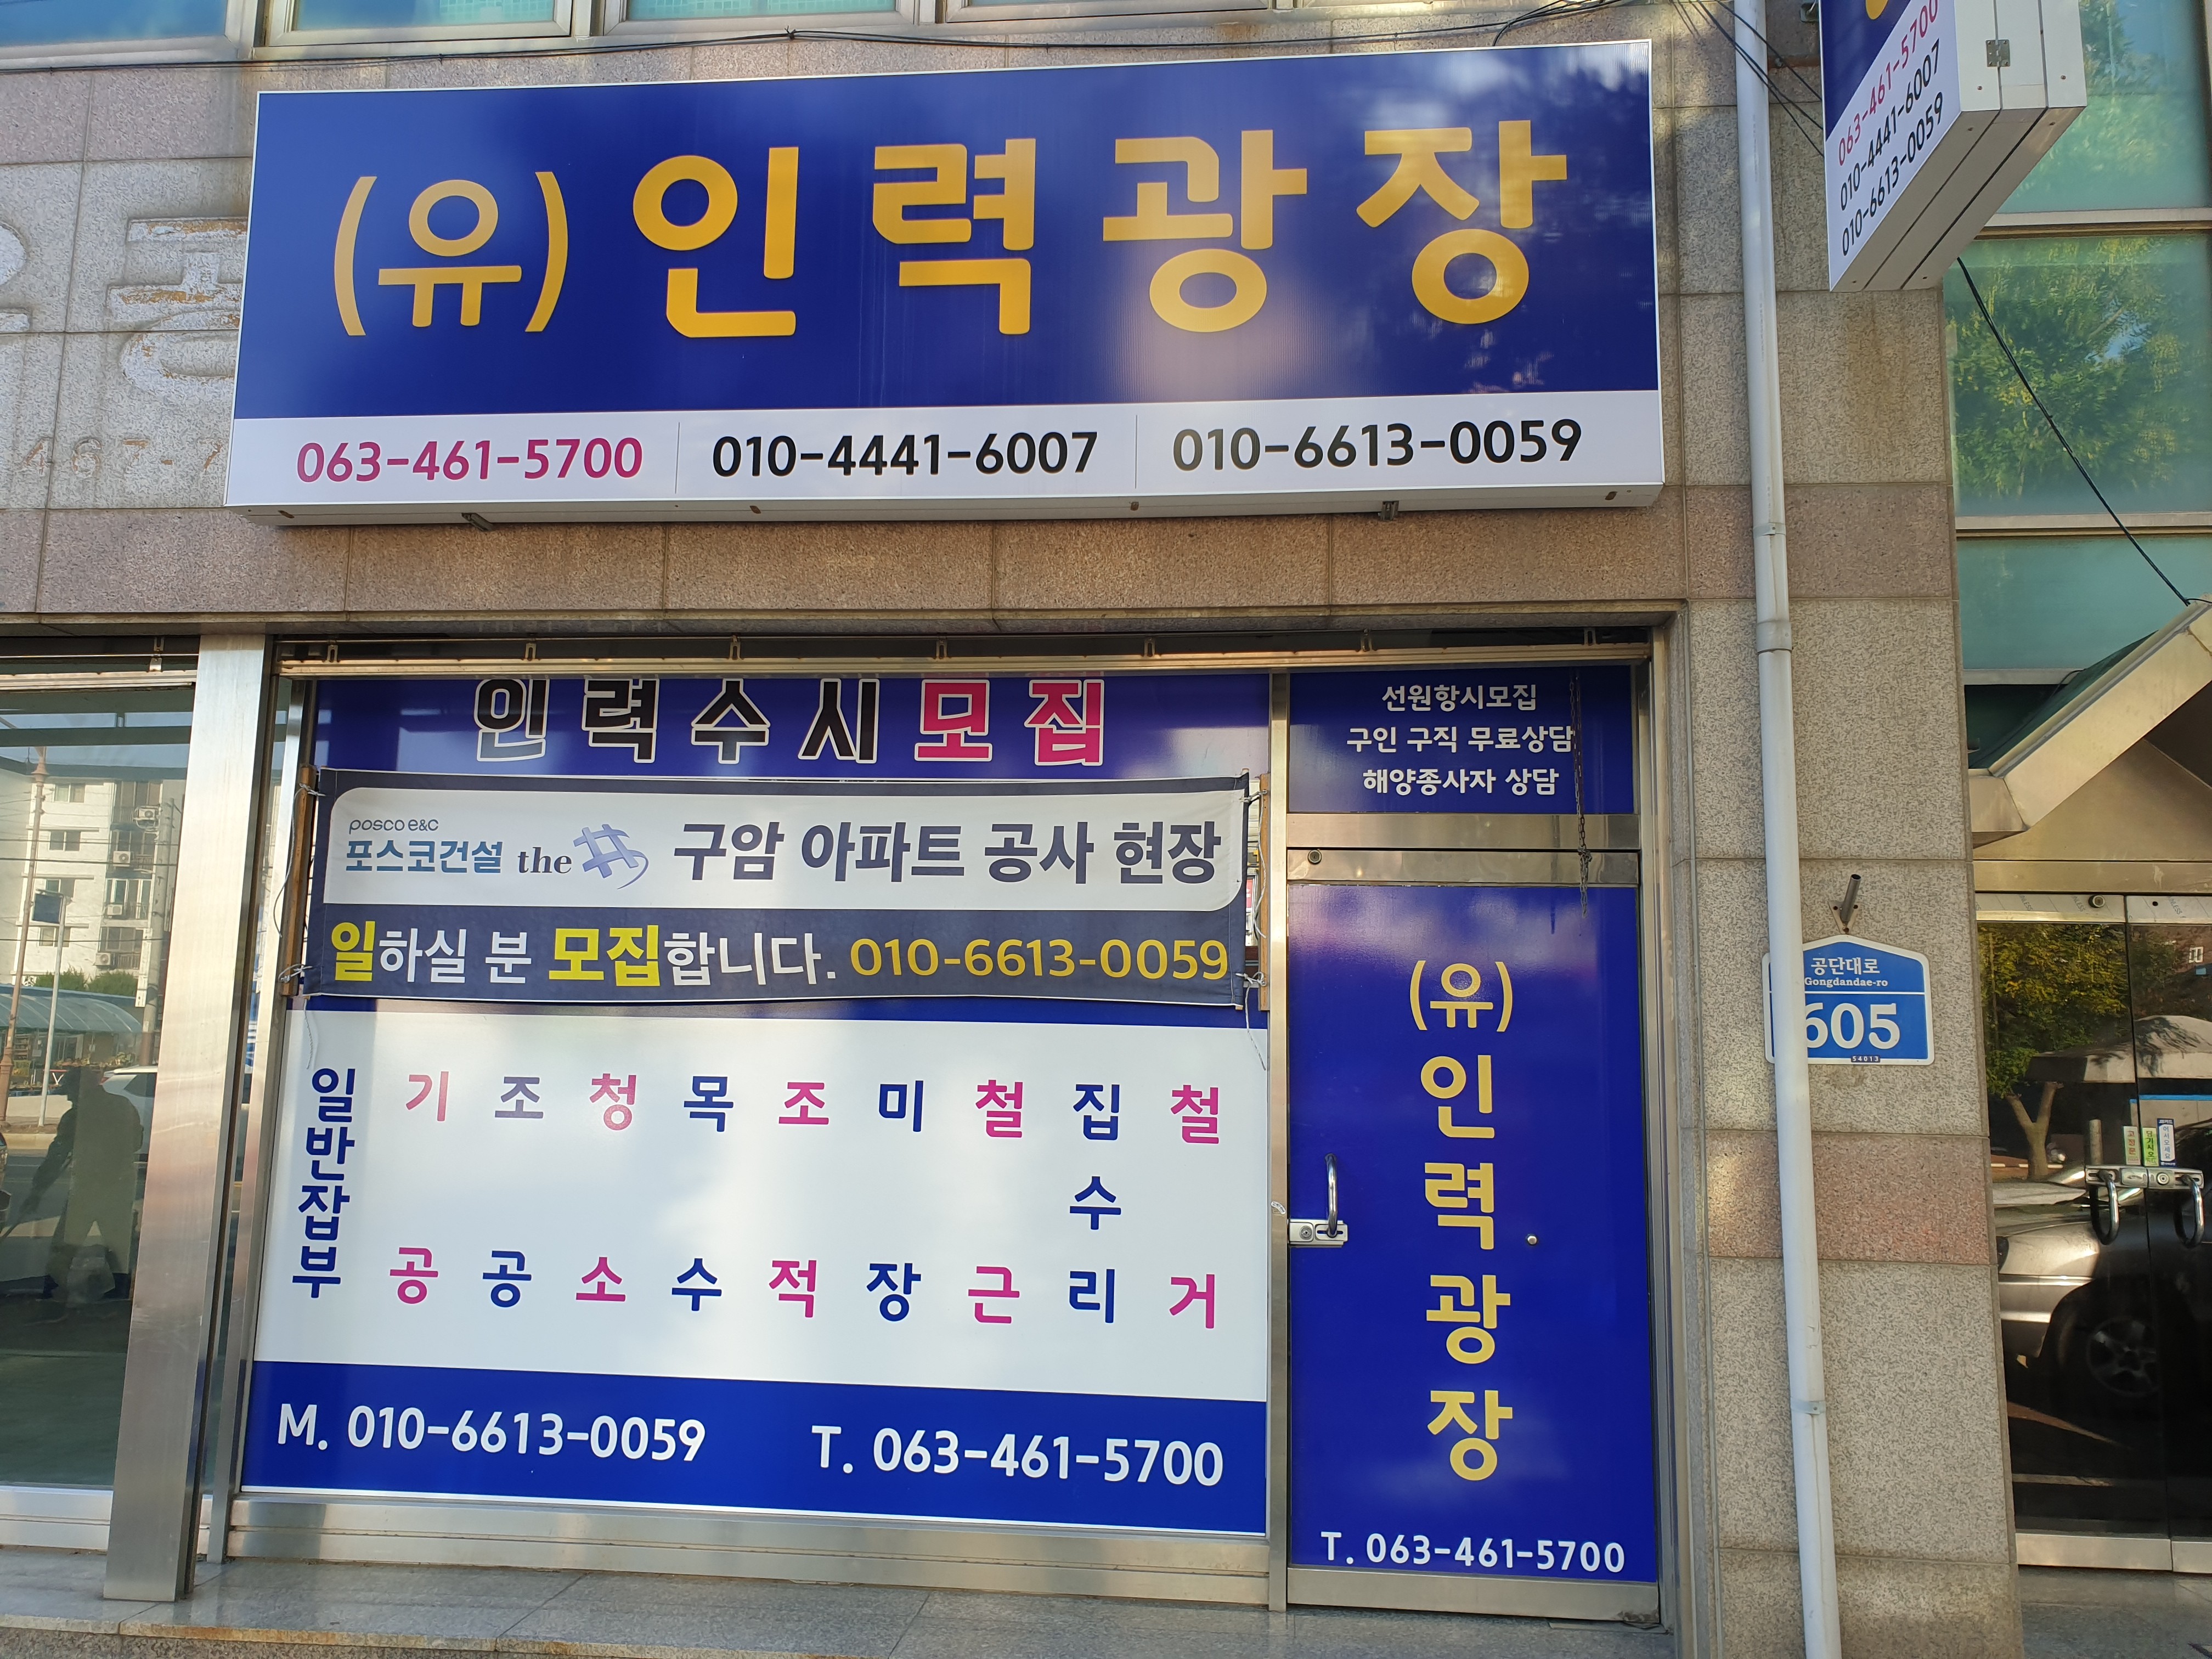 (유) 인력광장
063-461-5700 010-4441-6007 010-6613-0059
063-461-5700
010-4441-6007
010-6613-0059
467-7
인력수시모집
posco e&c
포스코건설 the 구암 아파트 공사 현장
일하실 분 모집합니다. 010-6613-0059
일반잡부
기공
조공
청소
목수
조적
미장
철근
집수리
철거
M. 010-6613-0059 T. 063-461-5700
선원항시모집
구인 구직 무료상담
해양종사자 상담
(유)인력광장
T. 063-461-5700
공단대로
Gongdandae-ro
605
54013